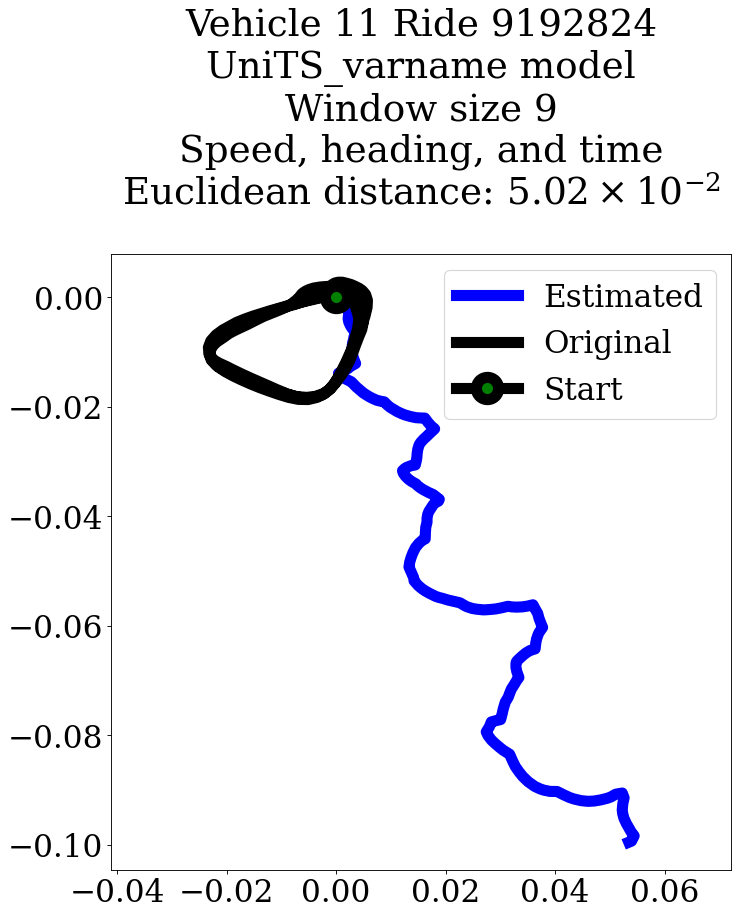 Vehicle 11 Ride 9192824
UniTS_varname model
Window size 9
Speed, heading, and time
Euclidean distance: 5.02 × 10⁻²
Estimated
Original
Start
0.00
−0.02
−0.04
−0.06
−0.08
−0.10
−0.04 −0.02 0.00 0.02 0.04 0.06